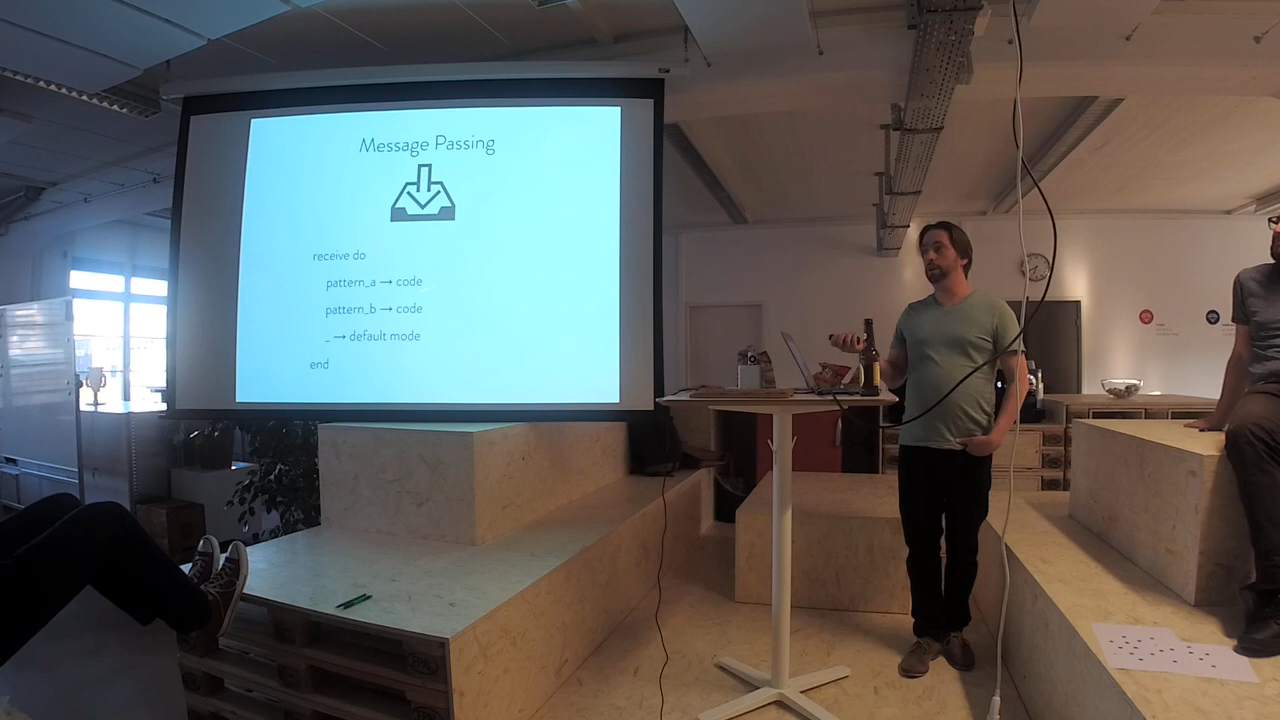 Message Passing
receive do
pattern_a → code
pattern_b → code
_ → default mode
end